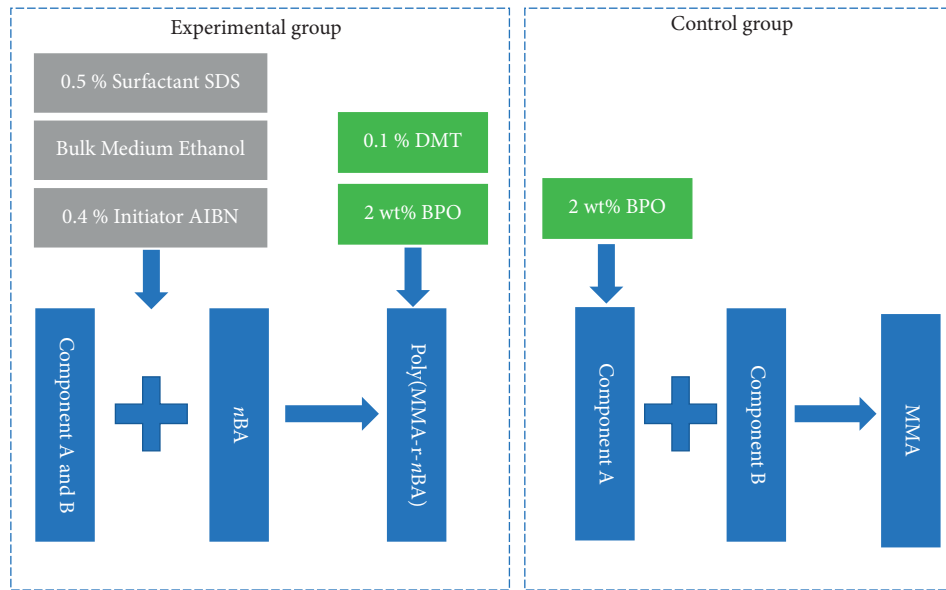 Experimental group
0.5 % Surfactant SDS
Bulk Medium Ethanol
0.4 % Initiator AIBN
0.1 % DMT
2 wt% BPO
Component A and B
nBA
Poly(MMA-r-nBA)
Control group
2 wt% BPO
Component A
Component B
MMA